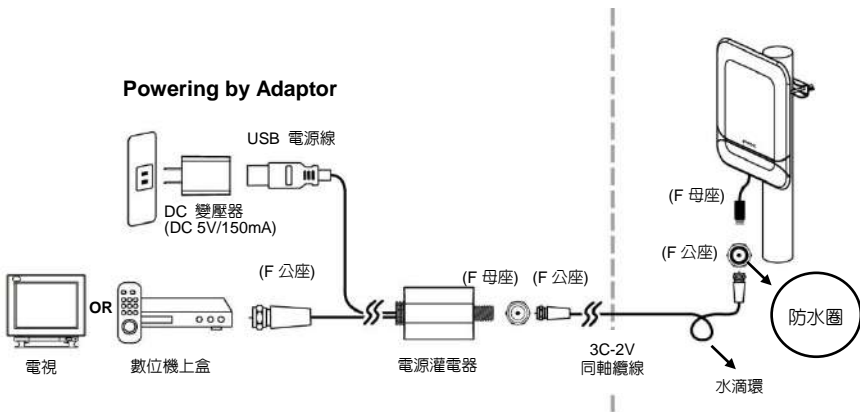 Powering by Adaptor
USB 電源線
DC 變壓器
(DC 5V/150mA)
(F 母座)
(F 公座)
(F 公座)
(F 母座)
(F 公座)
防水圈
OR
電視
數位機上盒
電源灌電器
3C-2V
同軸纜線
水滴環